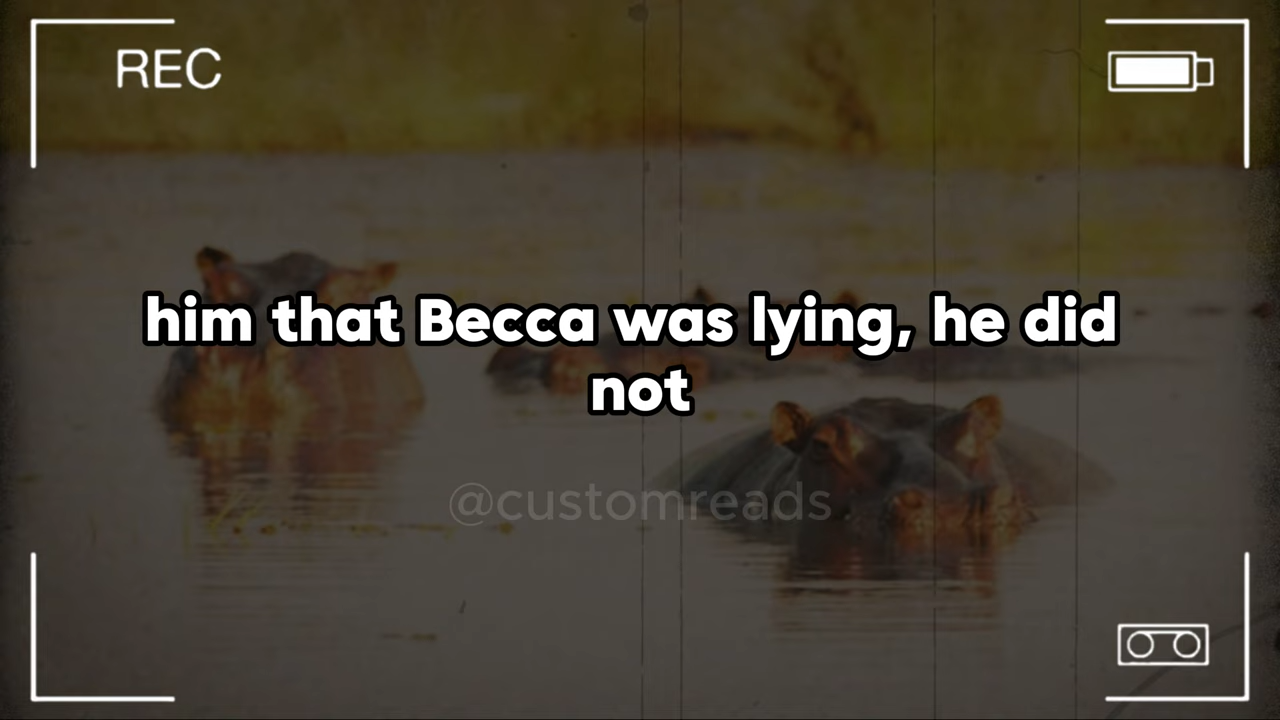 REC
him that Becca was lying, he did
not
@customreads